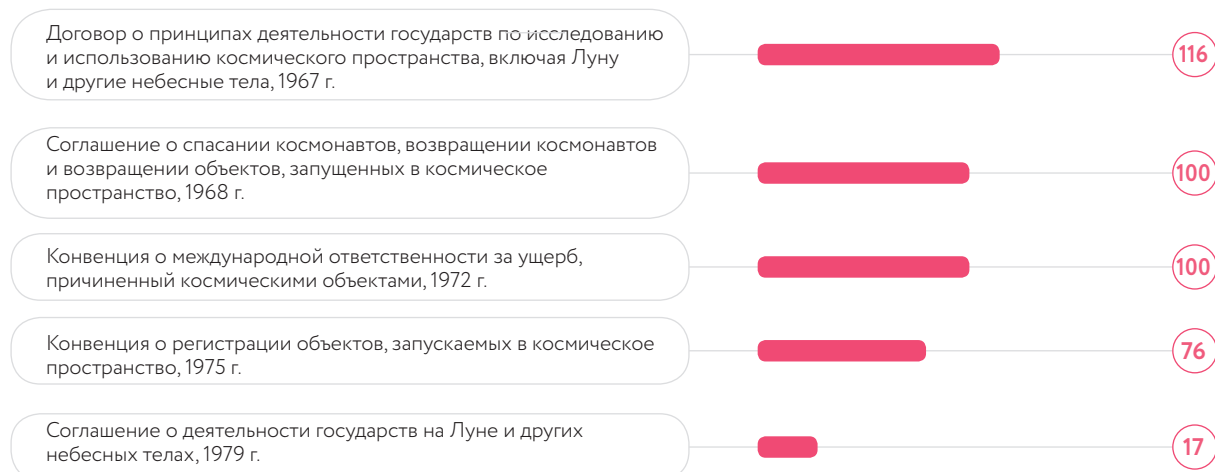 Договор о принципах деятельности государств по исследованию
и использованию космического пространства, включая Луну
и другие небесные тела, 1967 г.
116
Соглашение о спасании космонавтов, возвращении космонавтов
и возвращении объектов, запущенных в космическое
пространство, 1968 г.
100
Конвенция о международной ответственности за ущерб,
причиненный космическими объектами, 1972 г.
100
Конвенция о регистрации объектов, запускаемых в космическое
пространство, 1975 г.
76
Соглашение о деятельности государств на Луне и других
небесных телах, 1979 г.
17